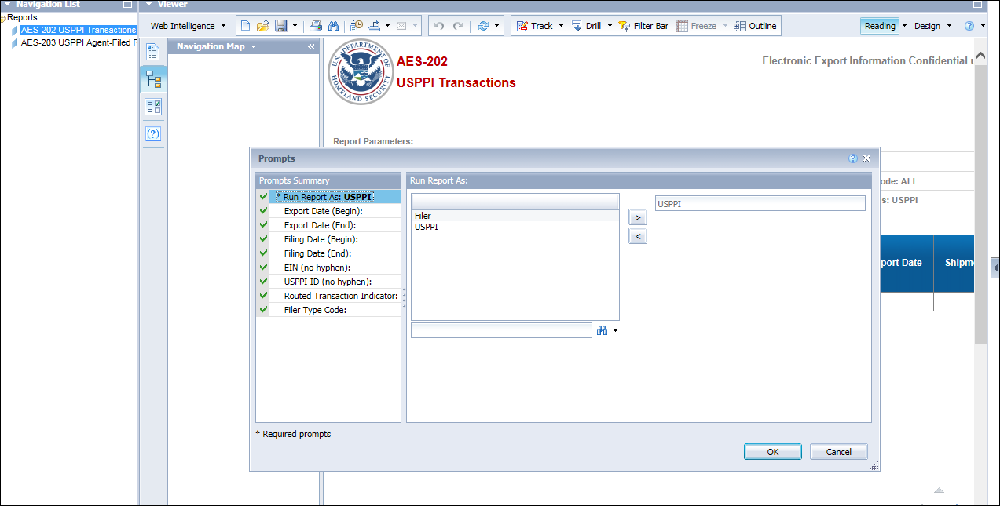 Navigation List
Viewer
Reports
AES-202 USPPI Transactions
AES-203 USPPI Agent-Filed R
Web Intelligence
Track
Drill
Filter Bar
Freeze
Outline
Reading
Design
Navigation Map
«
U.S. DEPARTMENT OF HOMELAND SECURITY
AES-202
USPPI Transactions
Electronic Export Information Confidential u
Report Parameters:
Prompts
Prompts Summary
* Run Report As: USPPI
Export Date (Begin):
Export Date (End):
Filing Date (Begin):
Filing Date (End):
EIN (no hyphen):
USPPI ID (no hyphen):
Routed Transaction Indicator:
Filer Type Code:
Run Report As:
Filer
USPPI
>
<
USPPI
* Required prompts
OK
Cancel
ode: ALL
s: USPPI
port Date
Shipm